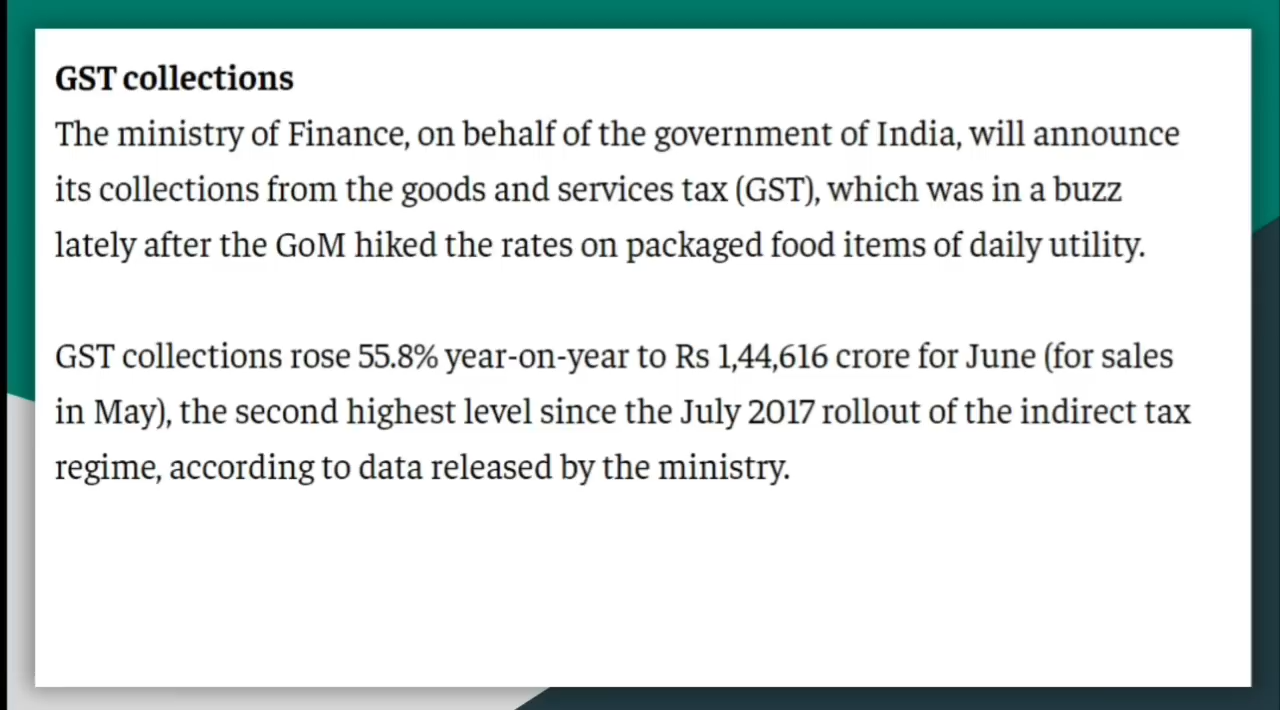 GST collections
The ministry of Finance, on behalf of the government of India, will announce
its collections from the goods and services tax (GST), which was in a buzz
lately after the GoM hiked the rates on packaged food items of daily utility.
GST collections rose 55.8% year-on-year to Rs 1,44,616 crore for June (for sales
in May), the second highest level since the July 2017 rollout of the indirect tax
regime, according to data released by the ministry.